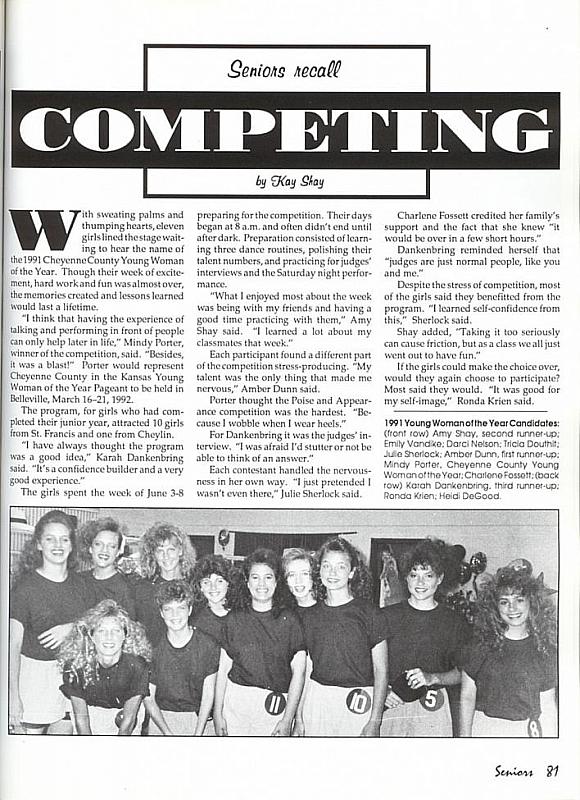 Seniors recall
COMPETING
by Kay Shay
With sweating palms and
thumping hearts, eleven
girls lined the stage wait-
ing to hear the name of
the 1991 Cheyenne County Young Woman
of the Year. Though their week of excite-
ment, hard work and fun was almost over,
the memories created and lessons learned
would last a lifetime.
"I think that having the experience of
talking and performing in front of people
can only help later in life," Mindy Porter,
winner of the competition, said. "Besides,
it was a blast!" Porter would represent
Cheyenne County in the Kansas Young
Woman of the Year Pageant to be held in
Belleville, March 16-21, 1992.
The program, for girls who had com-
pleted their junior year, attracted 10 girls
from St. Francis and one from Cheylin.
"I have always thought the program
was a good idea," Karah Dankenbring
said. "It's a confidence builder and a very
good experience."
The girls spent the week of June 3-8
preparing for the competition. Their days
began at 8 a.m. and often didn't end until
after dark. Preparation consisted of learn-
ing three dance routines, polishing their
talent numbers, and practicing for judges'
interviews and the Saturday night perfor-
mance.
"What I enjoyed most about the week
was being with my friends and having a
good time practicing with them," Amy
Shay said. "I learned a lot about my
classmates that week."
Each participant found a different part
of the competition stress-producing. "My
talent was the only thing that made me
nervous," Amber Dunn said.
Porter thought the Poise and Appear-
ance competition was the hardest. "Be-
cause I wobble when I wear heels."
For Dankenbring it was the judges' in-
terview. "I was afraid I'd stutter or not be
able to think of an answer."
Each contestant handled the nervous-
ness in her own way. "I just pretended I
wasn't even there," Julie Sherlock said.
Charlene Fossett credited her family's
support and the fact that she knew "it
would be over in a few short hours."
Dankenbring reminded herself that
"judges are just normal people, like you
and me."
Despite the stress of competition, most
of the girls said they benefitted from the
program. "I learned self-confidence from
this," Sherlock said.
Shay added, "Taking it too seriously
can cause friction, but as a class we all just
went out to have fun."
If the girls could make the choice over,
would they again choose to participate?
Most said they would. "It was good for
my self-image," Ronda Krien said.
1991 Young Woman of the Year Candidates:
(front row) Amy Shay, second runner-up;
Emily Vandike; Darci Nelson; Tricia Douthit;
Julie Sherlock; Amber Dunn, first runner-up;
Mindy Porter, Cheyenne County Young
Woman of the Year; Charlene Fossett; (back
row) Karah Dankenbring, third runner-up;
Ronda Krien; Heidi DeGood.
11
10
5
8
Seniors 81